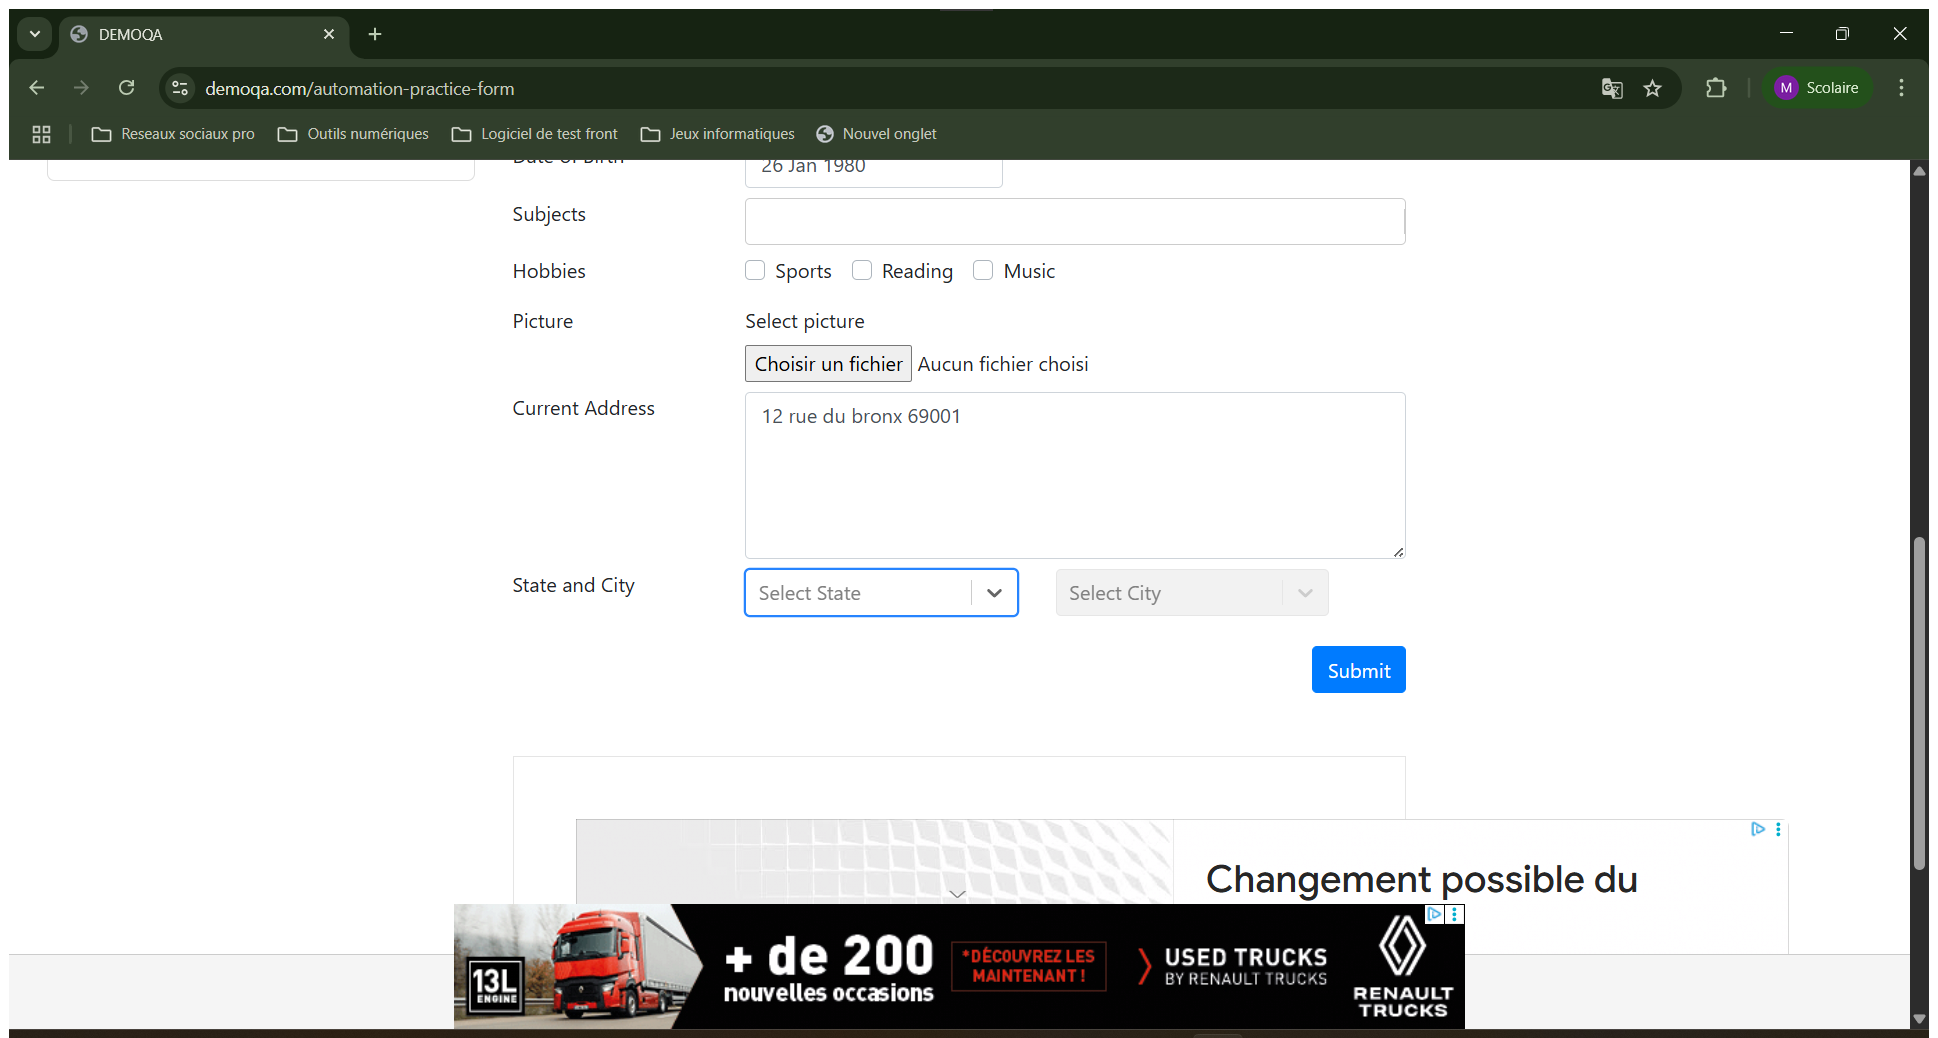 DEMOQA
demoqa.com/automation-practice-form
M Scolaire
Reseaux sociaux pro
Outils numériques
Logiciel de test front
Jeux informatiques
Nouvel onglet
Date of Birth
26 Jan 1980
Subjects
Hobbies
Sports Reading Music
Picture
Select picture
Choisir un fichier Aucun fichier choisi
Current Address
12 rue du bronx 69001
State and City
Select State
Select City
Submit
Changement possible du
13L
ENGINE
+ de 200
nouvelles occasions
*DÉCOUVREZ LES
MAINTENANT !
USED TRUCKS
BY RENAULT TRUCKS
RENAULT
TRUCKS